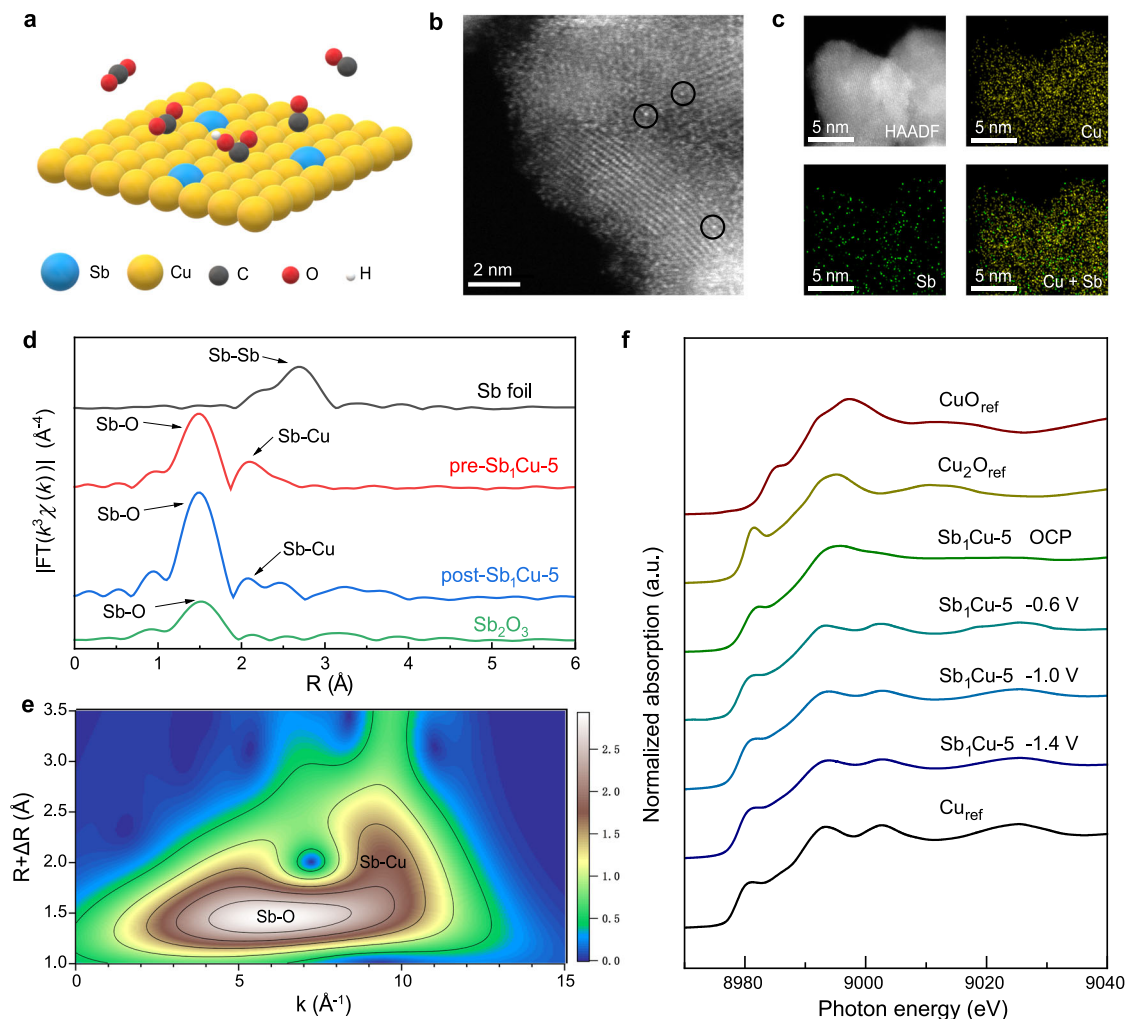 a
Sb Cu C O H
b
2 nm
c
5 nm HAADF
5 nm Cu
5 nm Sb
5 nm Cu + Sb
d
|FT(k³χ(k))| (Å⁻⁴)
Sb-Sb
Sb foil
Sb-O
Sb-Cu
pre-Sb₁Cu-5
Sb-O
Sb-Cu
post-Sb₁Cu-5
Sb-O
Sb₂O₃
0 1 2 3 4 5 6
R (Å)
e
R+ΔR (Å)
3.5
3.0
2.5
2.0
1.5
1.0
Sb-Cu
Sb-O
0 5 10 15
k (Å⁻¹)
2.5
2.0
1.5
1.0
0.5
0.0
f
Normalized absorption (a.u.)
CuOref
Cu₂Oref
Sb₁Cu-5 OCP
Sb₁Cu-5 -0.6 V
Sb₁Cu-5 -1.0 V
Sb₁Cu-5 -1.4 V
Curef
8980 9000 9020 9040
Photon energy (eV)